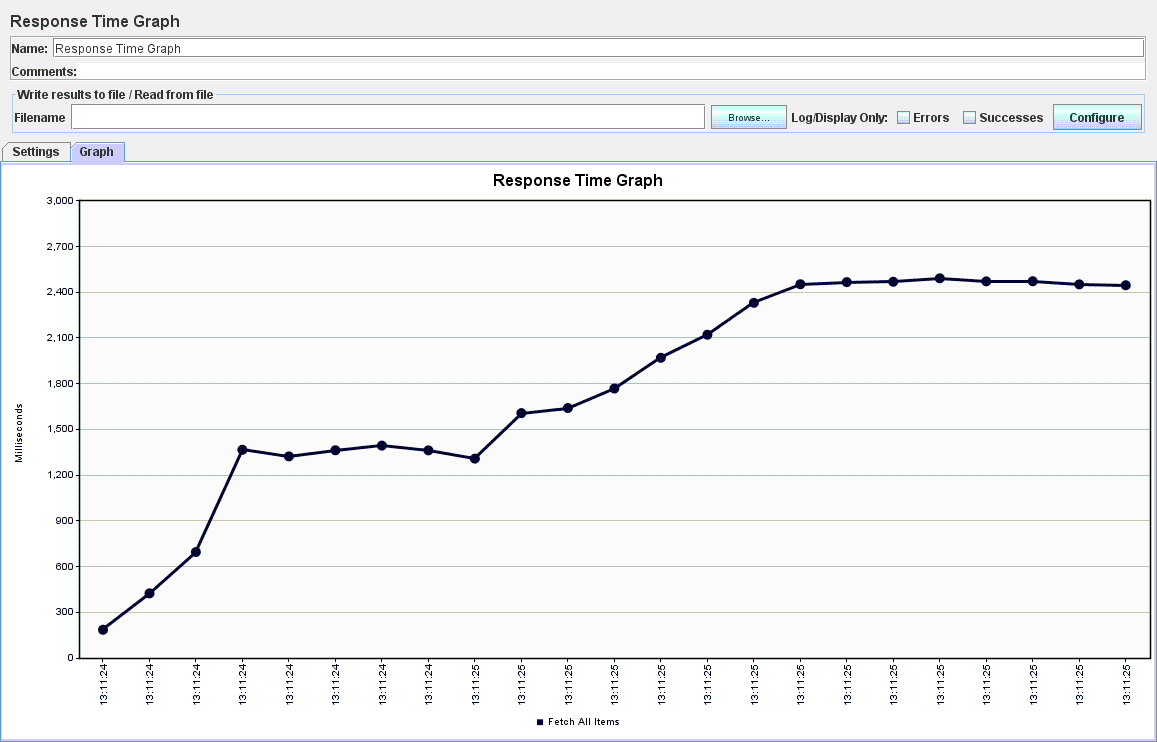 Response Time Graph
Name: Response Time Graph
Comments:
Write results to file / Read from file
Filename Browse... Log/Display Only: Errors Successes Configure
Settings Graph
Response Time Graph
3,000
2,700
2,400
2,100
1,800
1,500
1,200
900
600
300
0
Milliseconds
13:11:24 13:11:24 13:11:24 13:11:24 13:11:24 13:11:24 13:11:24 13:11:24 13:11:25 13:11:25 13:11:25 13:11:25 13:11:25 13:11:25 13:11:25 13:11:25 13:11:25 13:11:25 13:11:25 13:11:25 13:11:25 13:11:25 13:11:25
Fetch All Items